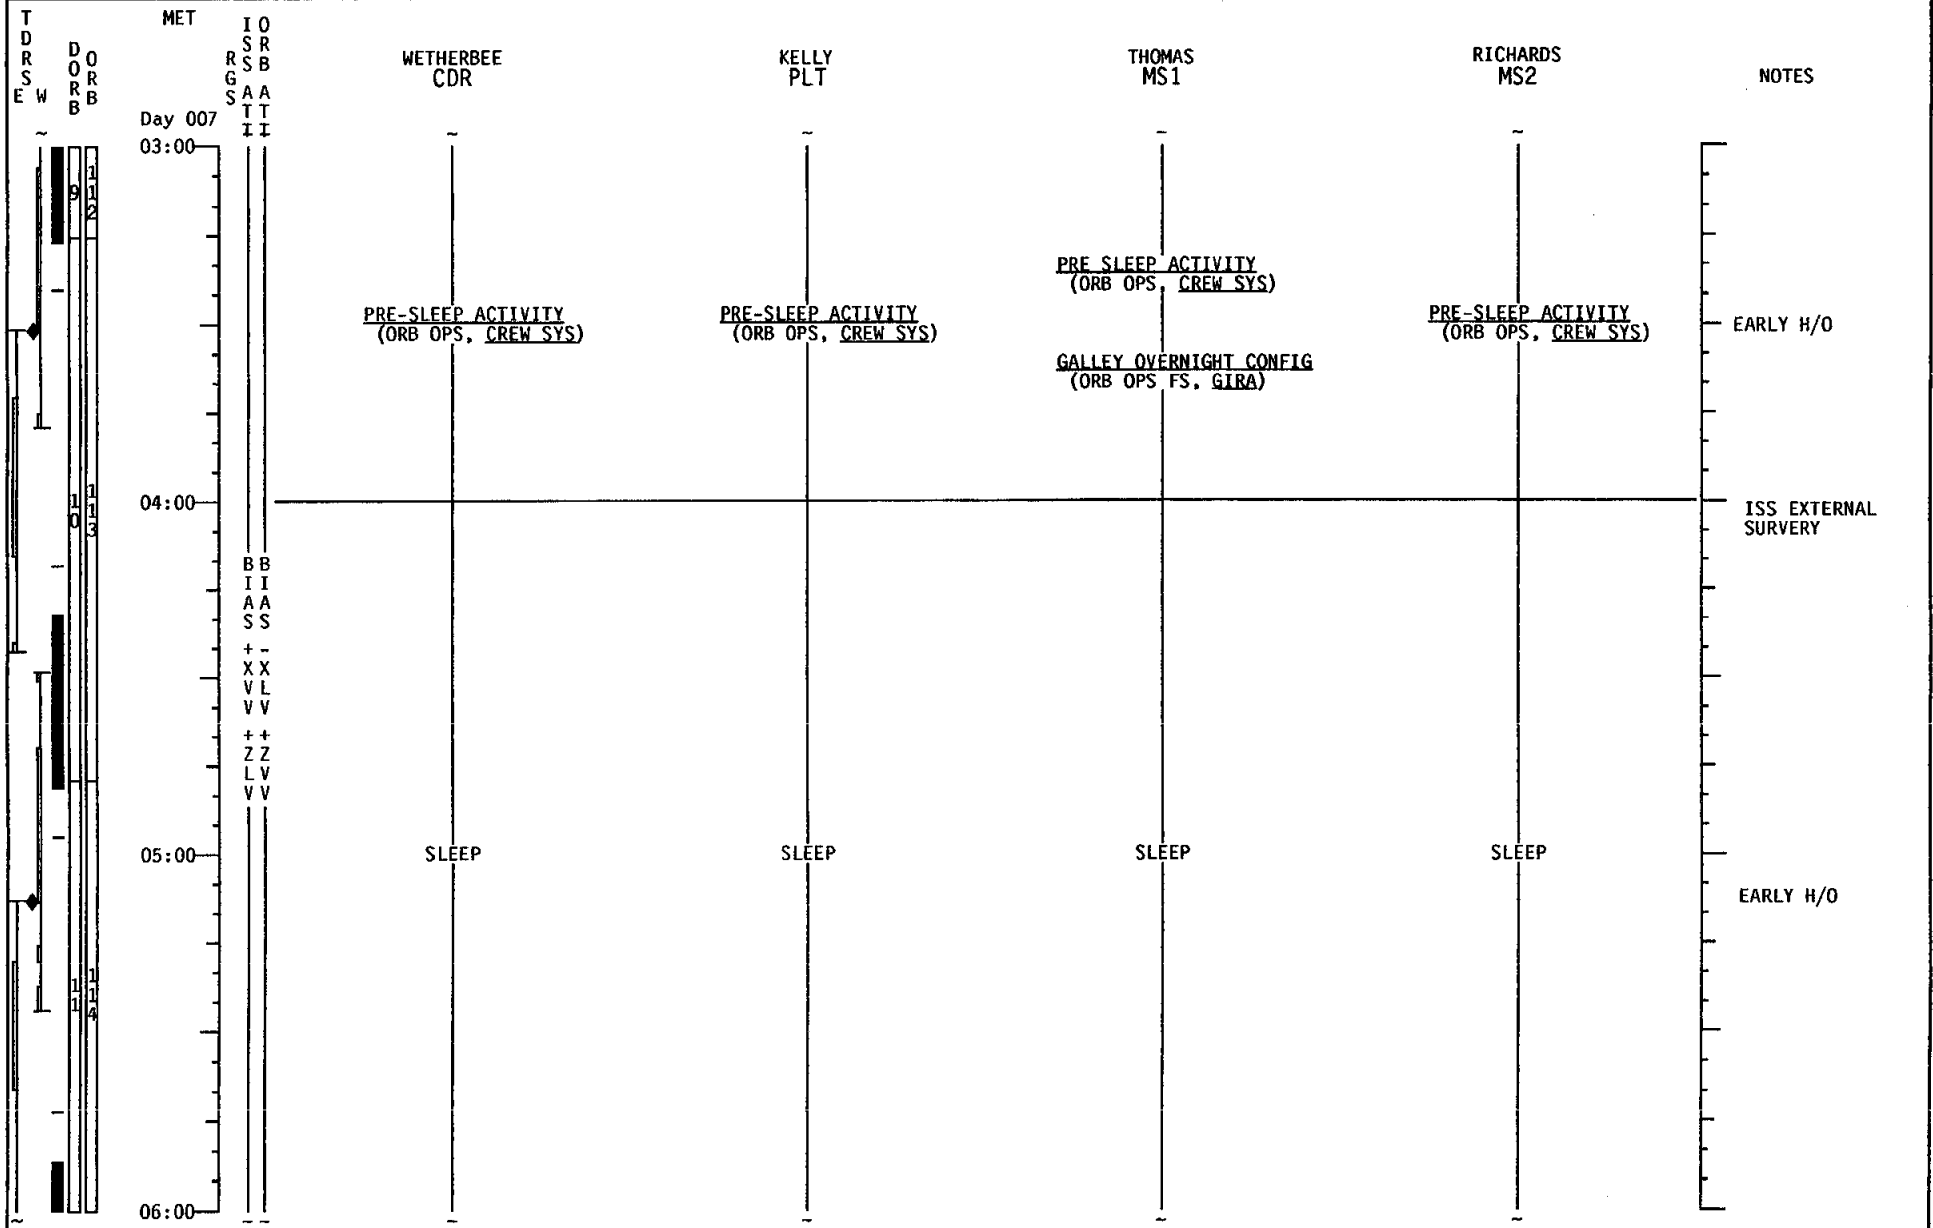 TDRS
E W
DORB
ORB
MET
RGS
ISS ATT
ORB ATT
WETHERBEE
CDR
KELLY
PLT
THOMAS
MS1
RICHARDS
MS2
NOTES
Day 007
03:00
9
112
PRE SLEEP ACTIVITY
(ORB OPS, CREW SYS)
PRE-SLEEP ACTIVITY
(ORB OPS, CREW SYS)
PRE-SLEEP ACTIVITY
(ORB OPS, CREW SYS)
PRE-SLEEP ACTIVITY
(ORB OPS, CREW SYS)
EARLY H/O
GALLEY OVERNIGHT CONFIG
(ORB OPS FS, GIRA)
04:00
10
113
ISS EXTERNAL
SURVERY
BIAS +XVV +ZLV
BIAS -XLV +ZVV
05:00
SLEEP
SLEEP
SLEEP
SLEEP
EARLY H/O
11
114
06:00